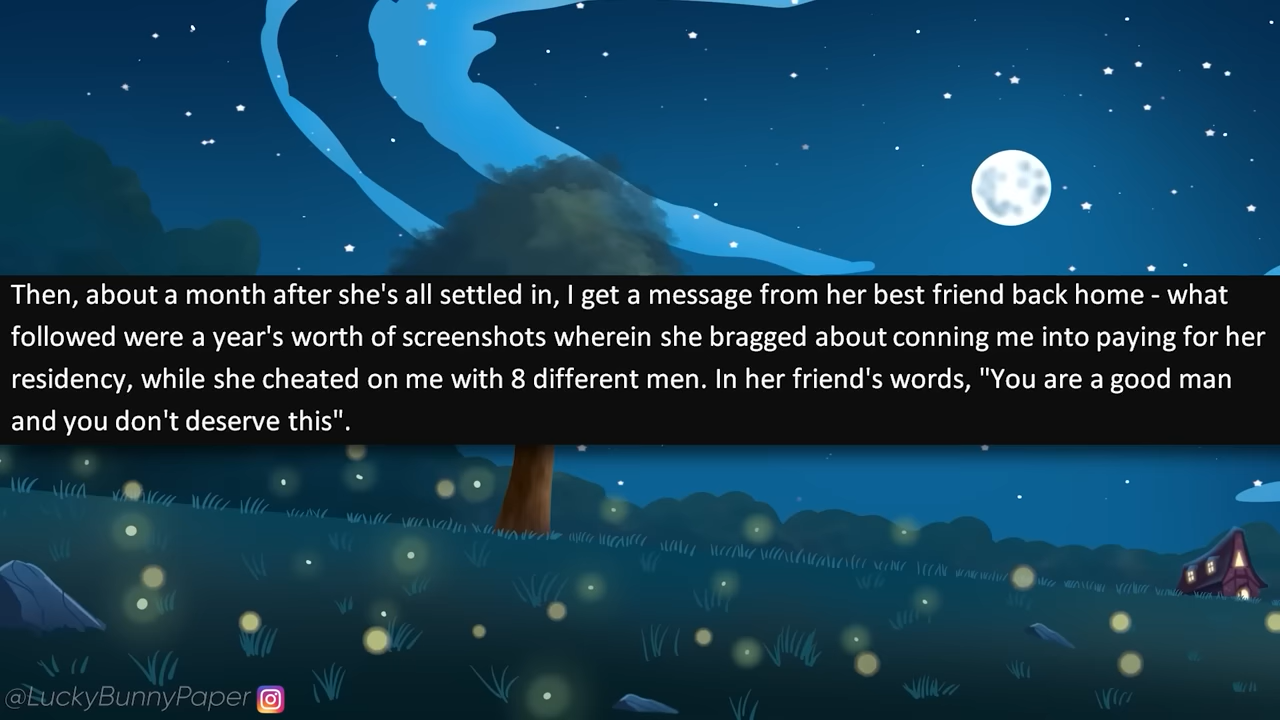 Then, about a month after she's all settled in, I get a message from her best friend back home - what
followed were a year's worth of screenshots wherein she bragged about conning me into paying for her
residency, while she cheated on me with 8 different men. In her friend's words, "You are a good man
and you don't deserve this".
@LuckyBunnyPaper